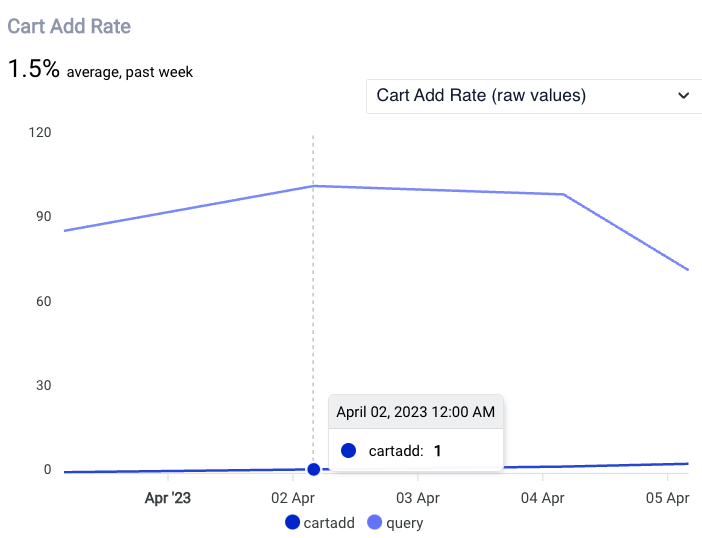 Cart Add Rate
1.5% average, past week
Cart Add Rate (raw values)
120
90
60
30
0
April 02, 2023 12:00 AM
cartadd: 1
Apr '23
02 Apr
03 Apr
04 Apr
05 Apr
cartadd
query